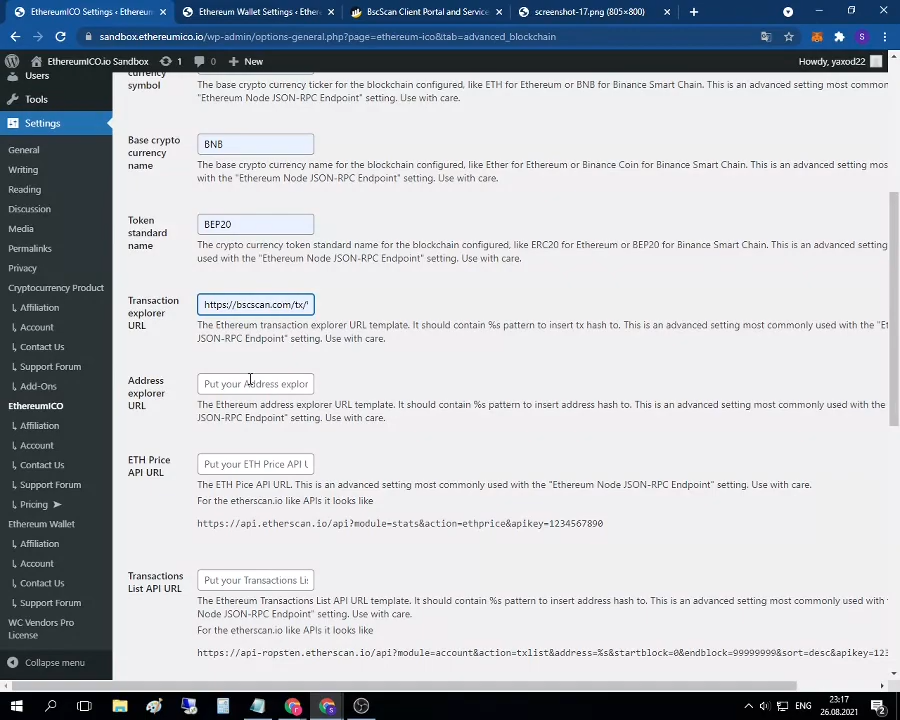 EthereumICO Settings ‹ Ethereum
Ethereum Wallet Settings ‹ Ethere
BscScan Client Portal and Service
screenshot-17.png (805×800)
sandbox.ethereumico.io/wp-admin/options-general.php?page=ethereum-ico&tab=advanced_blockchain
EthereumICO.io Sandbox
1
0
New
Howdy, yaxod22
Users
Tools
Settings
General
Writing
Reading
Discussion
Media
Permalinks
Privacy
Cryptocurrency Product
↳ Affiliation
↳ Account
↳ Contact Us
↳ Support Forum
↳ Add-Ons
EthereumICO
↳ Affiliation
↳ Account
↳ Contact Us
↳ Support Forum
↳ Pricing ➤
Ethereum Wallet
↳ Affiliation
↳ Account
↳ Contact Us
↳ Support Forum
WC Vendors Pro
License
Collapse menu
currency
symbol
The base crypto currency ticker for the blockchain configured, like ETH for Ethereum or BNB for Binance Smart Chain. This is an advanced setting most commo
"Ethereum Node JSON-RPC Endpoint" setting. Use with care.
Base crypto
currency
name
BNB
The base crypto currency name for the blockchain configured, like Ether for Ethereum or Binance Coin for Binance Smart Chain. This is an advanced setting mos
with the "Ethereum Node JSON-RPC Endpoint" setting. Use with care.
Token
standard
name
BEP20
The crypto currency token standard name for the blockchain configured, like ERC20 for Ethereum or BEP20 for Binance Smart Chain. This is an advanced setting
used with the "Ethereum Node JSON-RPC Endpoint" setting. Use with care.
Transaction
explorer
URL
https://bscscan.com/tx/
The Ethereum transaction explorer URL template. It should contain %s pattern to insert tx hash to. This is an advanced setting most commonly used with the "Et
JSON-RPC Endpoint" setting. Use with care.
Address
explorer
URL
Put your Address explor
The Ethereum address explorer URL template. It should contain %s pattern to insert address hash to. This is an advanced setting most commonly used with the
JSON-RPC Endpoint" setting. Use with care.
ETH Price
API URL
Put your ETH Price API U
The ETH Pice API URL. This is an advanced setting most commonly used with the "Ethereum Node JSON-RPC Endpoint" setting. Use with care.
For the etherscan.io like APIs it looks like
https://api.etherscan.io/api?module=stats&action=ethprice&apikey=1234567890
Transactions
List API URL
Put your Transactions Lis
The Ethereum Transactions List API URL template. It should contain %s pattern to insert address hash to. This is an advanced setting most commonly used with t
Node JSON-RPC Endpoint" setting. Use with care.
For the etherscan.io like APIs it looks like
https://api-ropsten.etherscan.io/api?module=account&action=txlist&address=%s&startblock=0&endblock=99999999&sort=desc&apikey=123
ENG
23:17
26.08.2021
2